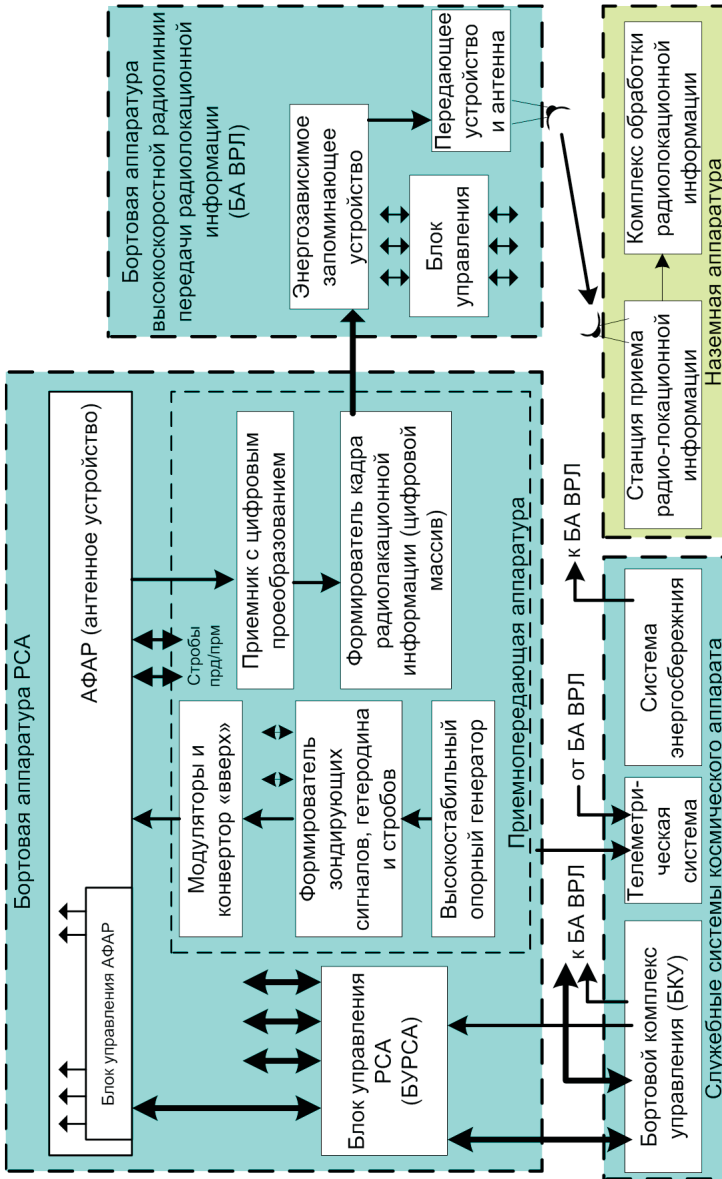 Бортовая аппаратура РСА
АФАР (антенное устройство)
Блок управления АФАР
Стробы
прд/прм
Блок управления
РСА
(БУРСА)
Модуляторы и
конвертор «вверх»
Формирователь
зондирующих
сигналов, гетеродина
и стробов
Высокостабильный
опорный генератор
Приемник с цифровым
проеобразованием
Формирователь кадра
радиолакационной
информации (цифровой
массив)
Приемнопередающая аппаратура
Бортовая аппаратура
высокоскоростной радиолинии
передачи радиолокационной
информации
(БА ВРЛ)
Энергозависимое
запоминающее
устройство
Блок
управления
Передающее
устройство
и антенна
к БА ВРЛ
от БА ВРЛ
к БА ВРЛ
Бортовой комплекс
управления (БКУ)
Телеметри-
ческая
система
Система
энергосбережния
Служебные системы космического аппарата
Станция приема
радио-локационной
информации
Комплекс обработки
радиолокационной
информации
Наземная аппаратура